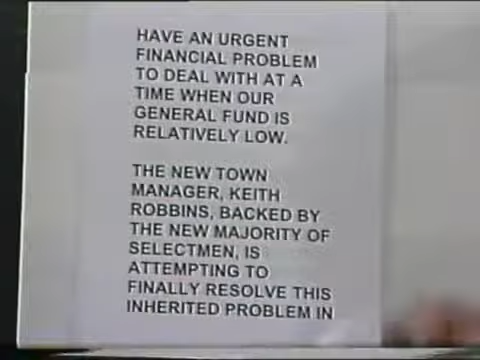 HAVE AN URGENT
FINANCIAL PROBLEM
TO DEAL WITH AT A
TIME WHEN OUR
GENERAL FUND IS
RELATIVELY LOW.
THE NEW TOWN
MANAGER, KEITH
ROBBINS, BACKED BY
THE NEW MAJORITY OF
SELECTMEN, IS
ATTEMPTING TO
FINALLY RESOLVE THIS
INHERITED PROBLEM IN